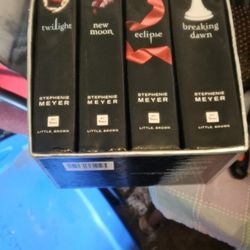 twilight
STEPHENIE
MEYER
LITTLE, BROWN
new
moon
STEPHENIE
MEYER
LITTLE, BROWN
eclipse
STEPHENIE
MEYER
LITTLE, BROWN
breaking
dawn
STEPHENIE
MEYER
LITTLE, BROWN